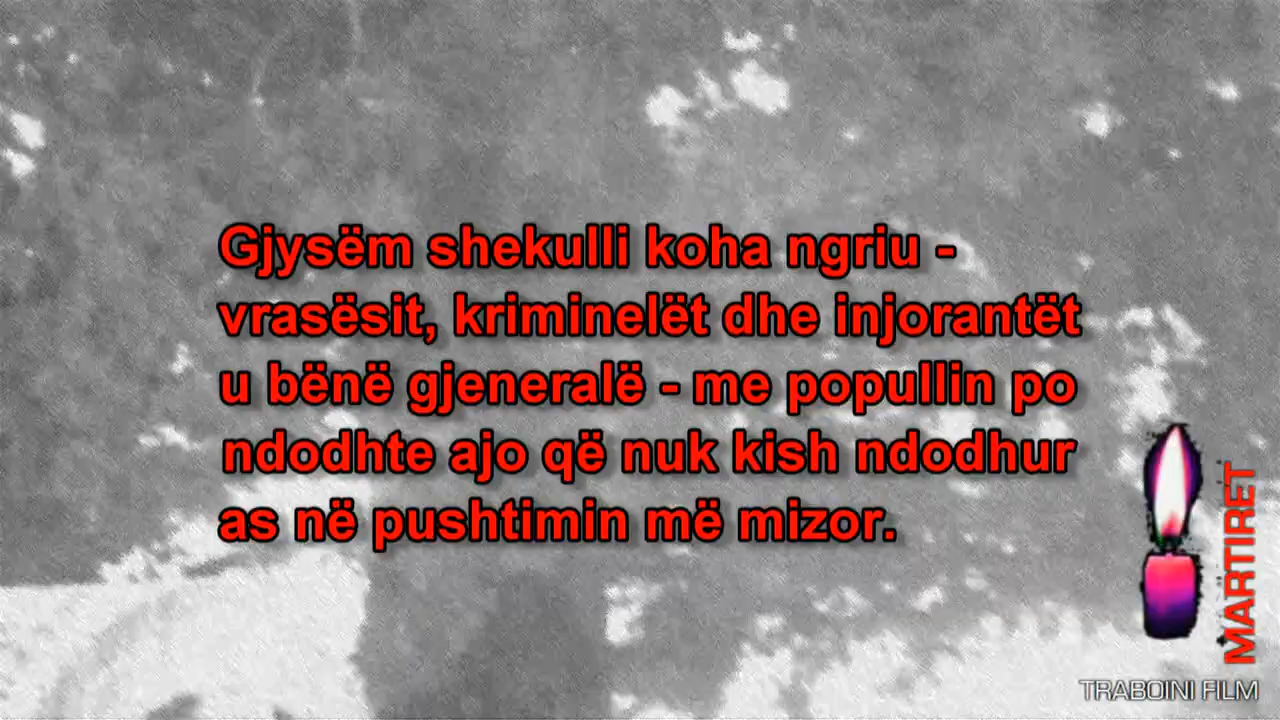 Gjysëm shekulli koha ngriu -
vrasësit, kriminelët dhe injorantët
u bënë gjeneralë - me popullin po
ndodhte ajo që nuk kish ndodhur
as në pushtimin më mizor.
MARTIRET
TRABOINI FILM